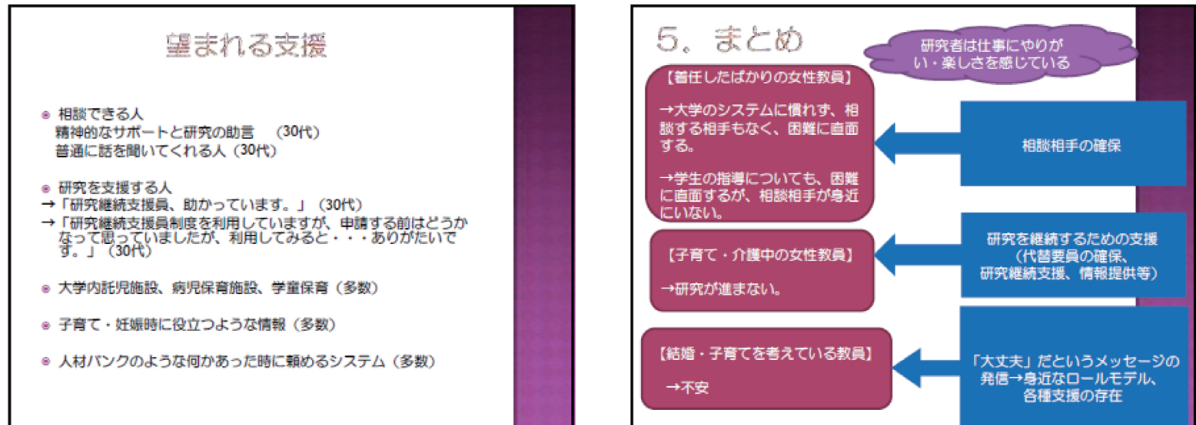 望まれる支援
◉ 相談できる人
精神的なサポートと研究の助言 (30代)
普通に話を聞いてくれる人(30代)
◉ 研究を支援する人
→「研究継続支援員、助かっています。」(30代)
→「研究継続支援員制度を利用していますが、申請する前はどうか
なって思っていましたが、利用してみると・・・ありがたいで
す。」(30代)
◉ 大学内託児施設、病児保育施設、学童保育(多数)
◉ 子育て・妊娠時に役立つような情報(多数)
◉ 人材バンクのような何かあった時に頼めるシステム(多数)
5。まとめ
研究者は仕事にやりが
い・楽しさを感じている
【着任したばかりの女性教員】
→大学のシステムに慣れず、相
談する相手もなく、困難に直面
する。
→学生の指導についても、困難
に直面するが、相談相手が身近
にいない。
相談相手の確保
【子育て・介護中の女性教員】
→研究が進まない。
研究を継続するための支援
(代替要員の確保、
研究継続支援、情報提供等)
【結婚・子育てを考えている教員】
→不安
「大丈夫」だというメッセージの
発信→身近なロールモデル、
各種支援の存在